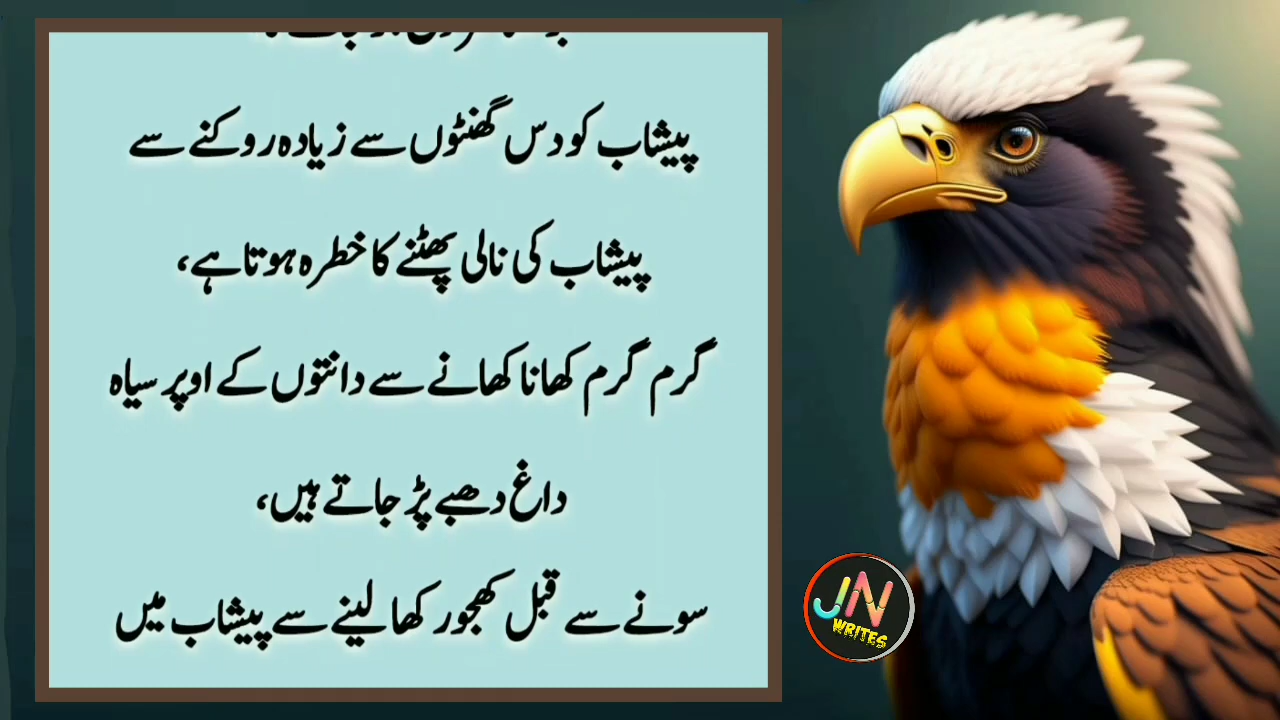 پیشاب کو دس گھنٹوں سے زیادہ روکنے سے
پیشاب کی نالی پھٹنے کا خطرہ ہوتا ہے،
گرم گرم کھانا کھانے سے دانتوں کے اوپر سیاہ
داغ دھبے پڑ جاتے ہیں،
سونے سے قبل کھجور کھا لینے سے پیشاب میں
JN
WRITES